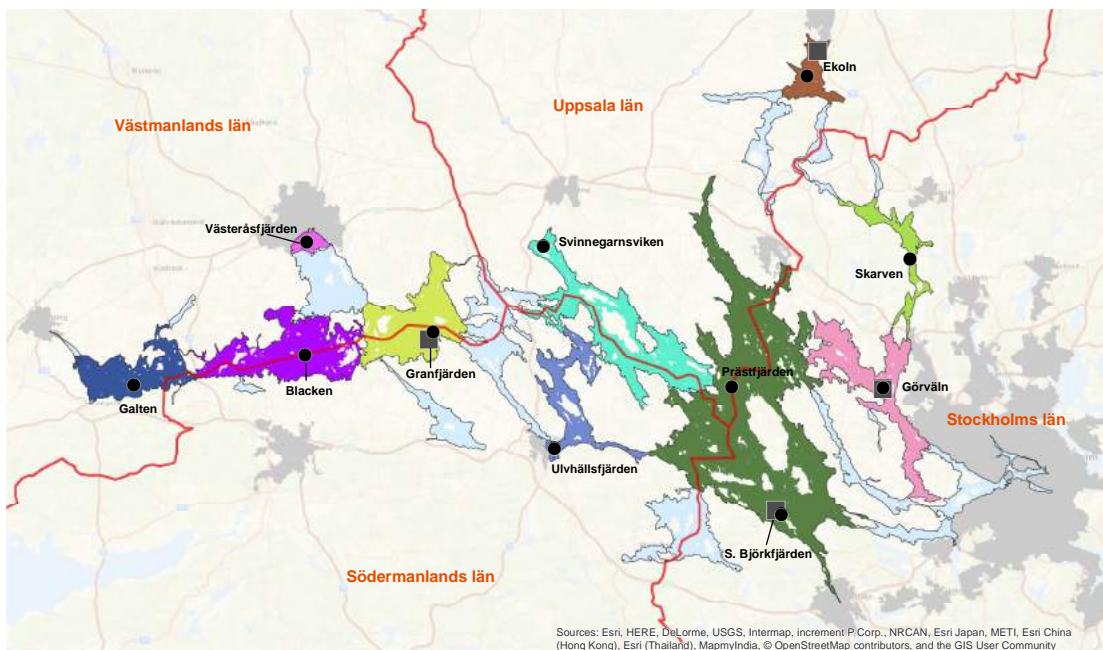 Ekoln
Uppsala län
Västmanlands län
Västeråsfjärden
Svinnegarnsviken
Skarven
Granfjärden
Prästfjärden
Blacken
Görväln
Galten
Stockholms län
Ulvhällsfjärden
S. Björkfjärden
Södermanlands län
Sources: Esri, HERE, DeLorme, USGS, Intermap, increment P Corp., NRCAN, Esri Japan, METI, Esri China
(Hong Kong), Esri (Thailand), MapmyIndia, © OpenStreetMap contributors, and the GIS User Community